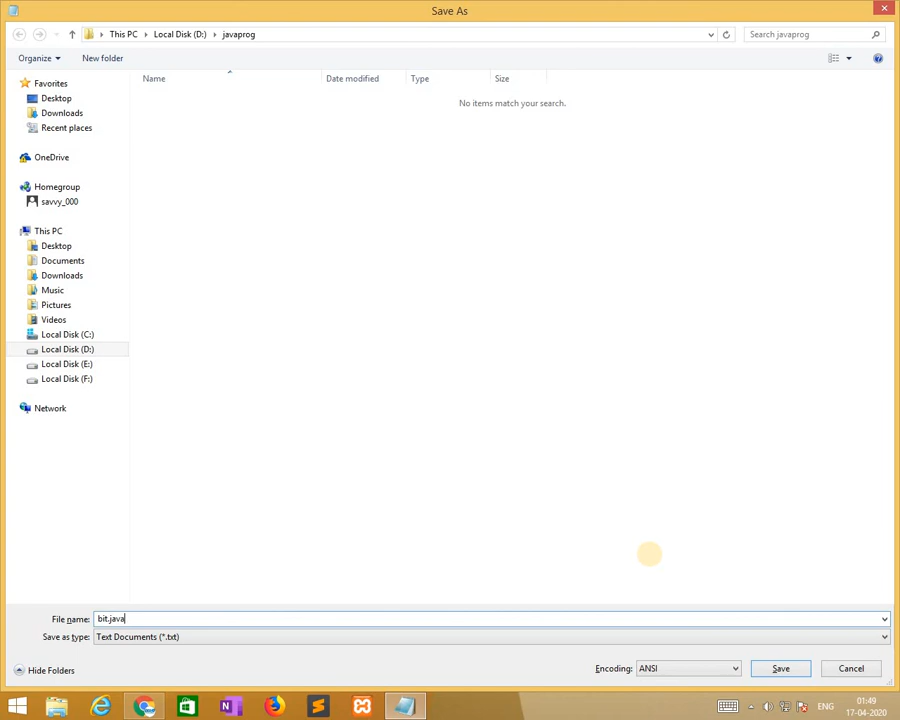 Save As
This PC
Local Disk (D:)
javaprog
Search javaprog
Organize
New folder
Name
Date modified
Type
Size
No items match your search.
Favorites
Desktop
Downloads
Recent places
OneDrive
Homegroup
savvy_000
This PC
Desktop
Documents
Downloads
Music
Pictures
Videos
Local Disk (C:)
Local Disk (D:)
Local Disk (E:)
Local Disk (F:)
Network
File name: bit.java
Save as type: Text Documents (*.txt)
Hide Folders
Encoding: ANSI
Save
Cancel
ENG
01:49
17-04-2020